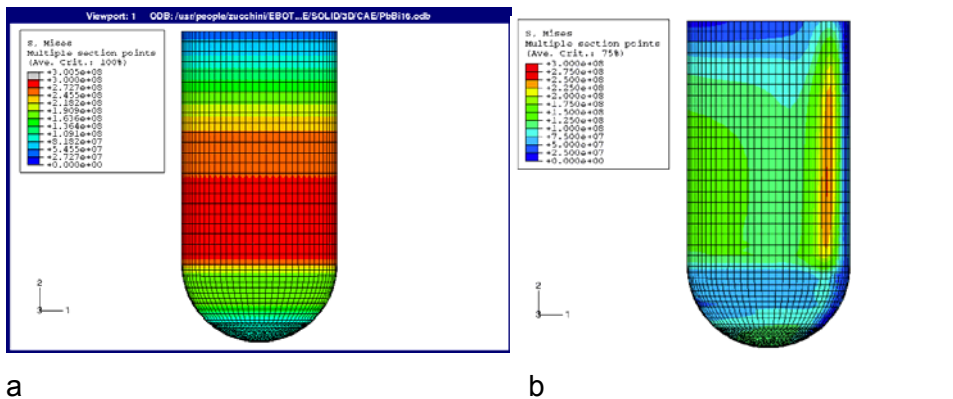 Viewport: 1 ODB: /usr/people/zucchini/EBOT...E/SOLID/3D/CAE/PbBi16.odb
S, Mises
Multiple section points
(Ave. Crit.: 100%)
+3.005e+08
+3.000e+08
+2.727e+08
+2.455e+08
+2.182e+08
+1.909e+08
+1.636e+08
+1.364e+08
+1.091e+08
+8.182e+07
+5.455e+07
+2.727e+07
+0.000e+00
2
3 1
S, Mises
Multiple section points
(Ave. Crit.: 75%)
+3.000e+08
+2.750e+08
+2.500e+08
+2.250e+08
+2.000e+08
+1.750e+08
+1.500e+08
+1.250e+08
+1.000e+08
+7.500e+07
+5.000e+07
+2.500e+07
+0.000e+00
2
3 1
a
b